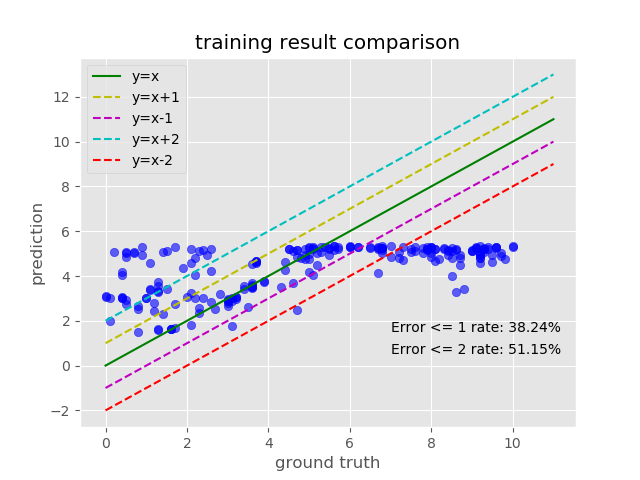 training result comparison
y=x
y=x+1
y=x-1
y=x+2
y=x-2
12
10
8
6
4
2
0
−2
prediction
Error <= 1 rate: 38.24%
Error <= 2 rate: 51.15%
0 2 4 6 8 10
ground truth